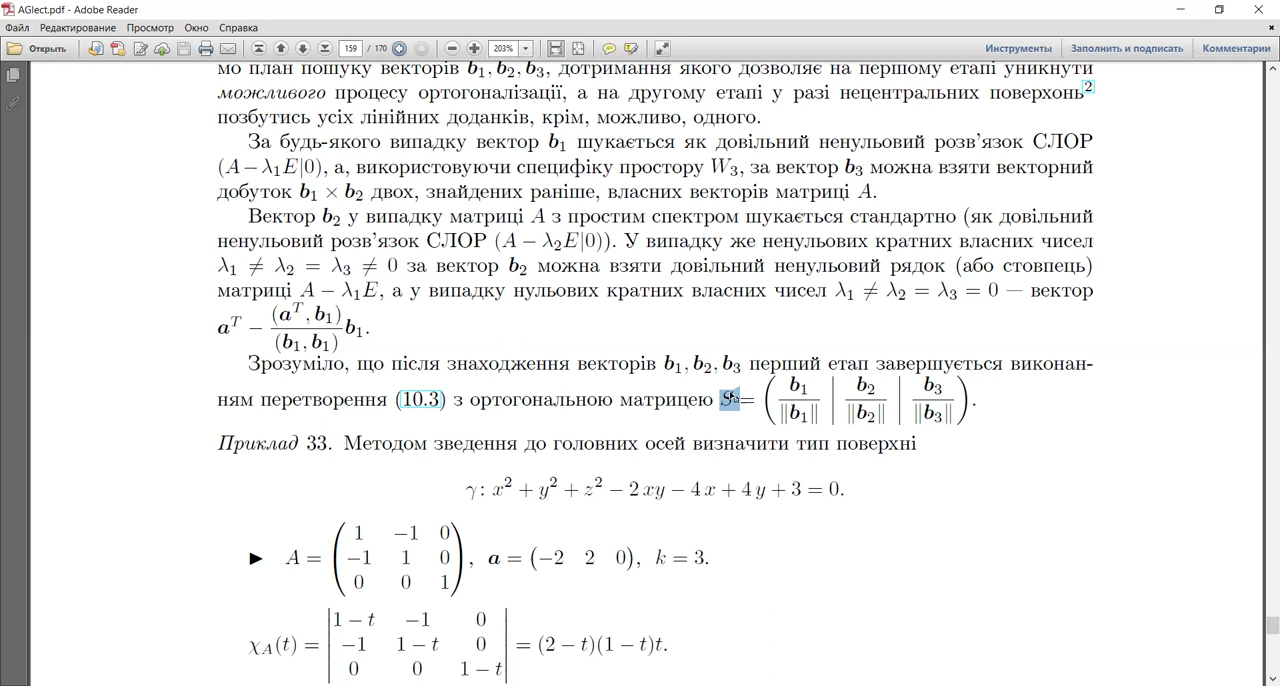 AGlect.pdf - Adobe Reader
Файл Редактирование Просмотр Окно Справка
Открыть 159 / 170 203% Инструменты Заполнить и подписать Комментарии
мо план пошуку векторів b₁, b₂, b₃, дотримання якого дозволяє на першому етапі уникнути
можливого процесу ортогоналізації, а на другому етапі у разі нецентральних поверхонь²
позбутись усіх лінійних доданків, крім, можливо, одного.
За будь-якого випадку вектор b₁ шукається як довільний ненульовий розв'язок СЛОР
(A−λ₁E|0), а, використовуючи специфіку простору W₃, за вектор b₃ можна взяти векторний
добуток b₁ × b₂ двох, знайдених раніше, власних векторів матриці A.
Вектор b₂ у випадку матриці A з простим спектром шукається стандартно (як довільний
ненульовий розв'язок СЛОР (A − λ₂E|0)). У випадку же ненульових кратних власних чисел
λ₁ ≠ λ₂ = λ₃ ≠ 0 за вектор b₂ можна взяти довільний ненульовий рядок (або стовпець)
матриці A − λ₁E, а у випадку нульових кратних власних чисел λ₁ ≠ λ₂ = λ₃ = 0 — вектор
aᵀ − (aᵀ, b₁)/(b₁, b₁) b₁.
Зрозуміло, що після знаходження векторів b₁, b₂, b₃ перший етап завершується виконан-
ням перетворення (10.3) з ортогональною матрицею = (b₁/‖b₁‖ | b₂/‖b₂‖ | b₃/‖b₃‖).
Приклад 33. Методом зведення до головних осей визначити тип поверхні
γ: x² + y² + z² − 2xy − 4x + 4y + 3 = 0.
► A = (1 −1 0
−1 1 0
0 0 1), a = (−2 2 0), k = 3.
χ_A(t) = |1 − t −1 0
−1 1 − t 0
0 0 1 − t| = (2 − t)(1 − t)t.